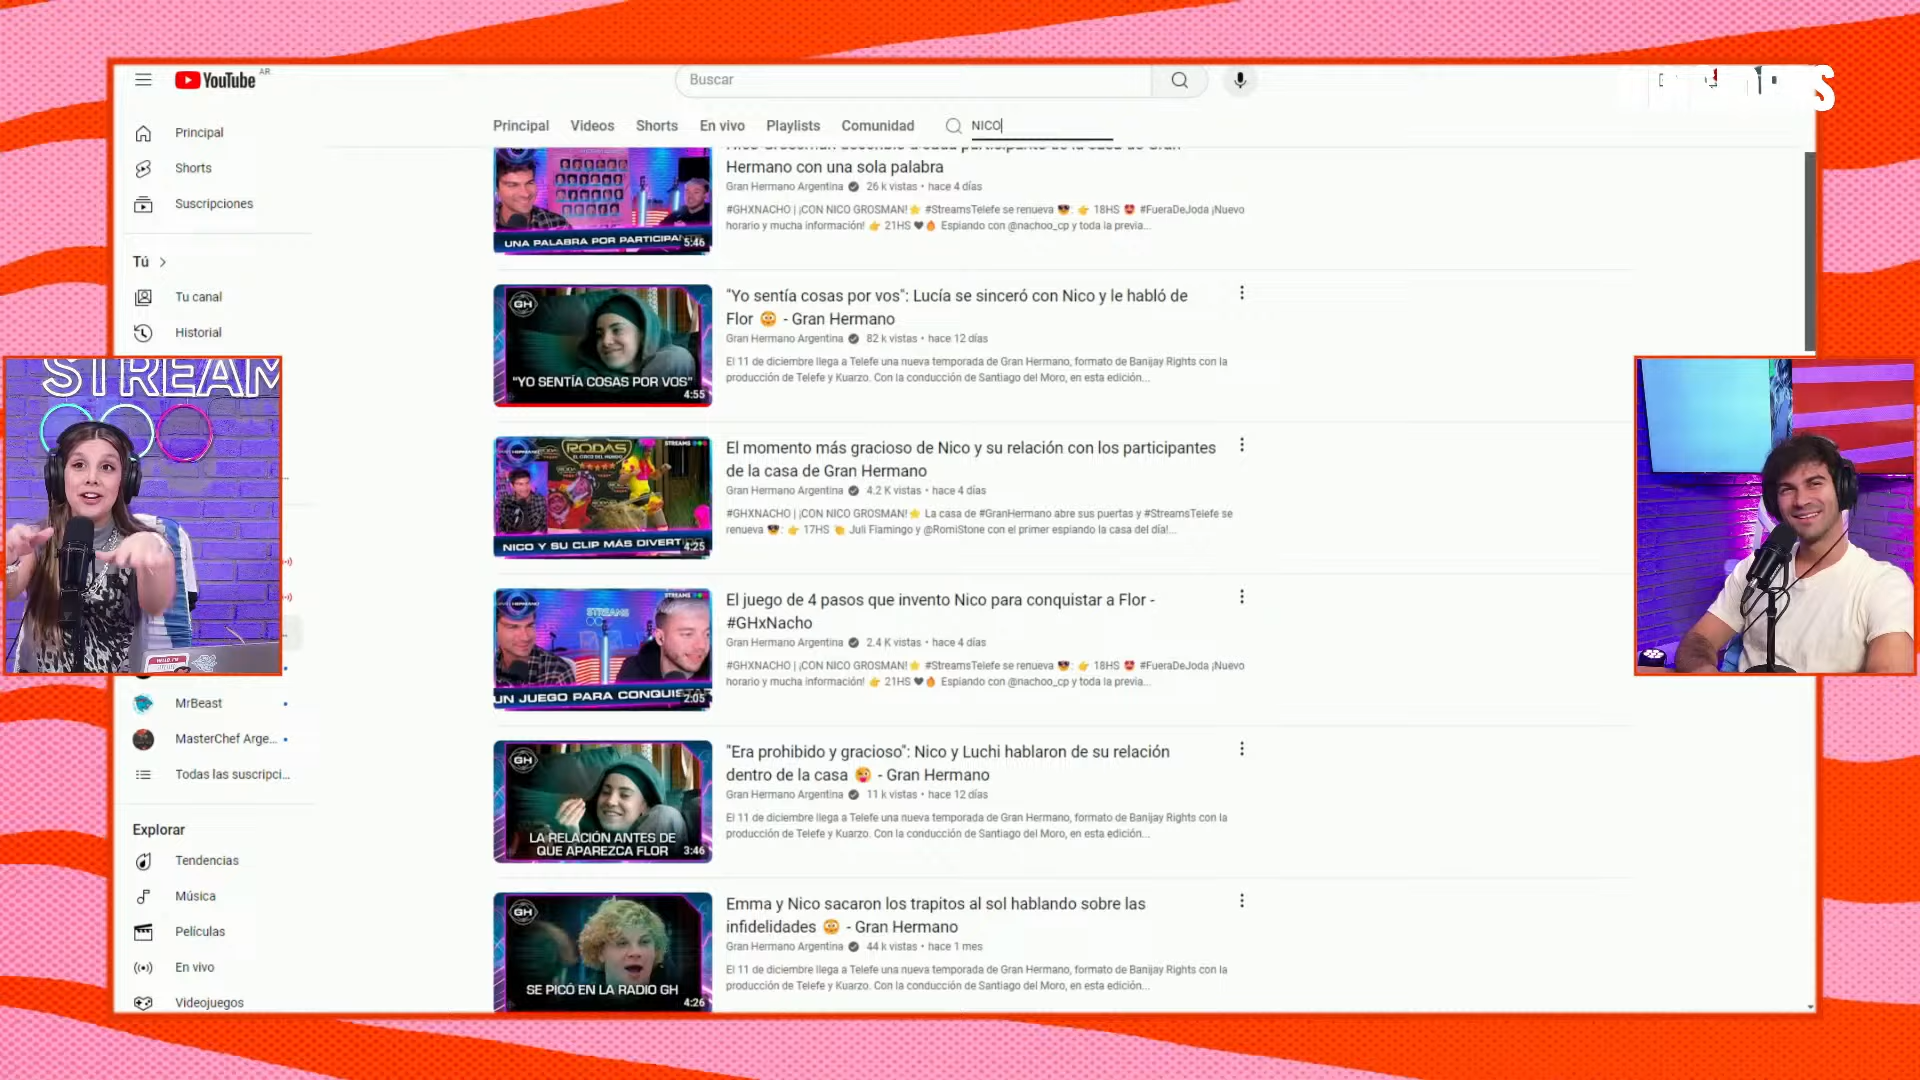 YouTube AR
Buscar
Principal
Videos
Shorts
En vivo
Playlists
Comunidad
NICO
Principal
Shorts
Suscripciones
Tú
Tu canal
Historial
STREAM
MrBeast
MasterChef Arge...
Todas las suscripci...
Explorar
Tendencias
Música
Películas
En vivo
Videojuegos
Hermano con una sola palabra
Gran Hermano Argentina 26 k vistas • hace 4 días
#GHXNACHO | ¡CON NICO GROSMAN!⭐ #StreamsTelefe se renueva 😎: 👉 18HS 😍 #FueraDeJoda ¡Nuevo
horario y mucha información! 👉 21HS 🖤🔥 Espiando con @nachoo_cp y toda la previa...
UNA PALABRA POR PARTICIPAN
5:46
"Yo sentía cosas por vos": Lucía se sinceró con Nico y le habló de
Flor 😳 - Gran Hermano
Gran Hermano Argentina 82 k vistas • hace 12 días
El 11 de diciembre llega a Telefe una nueva temporada de Gran Hermano, formato de Banijay Rights con la
producción de Telefe y Kuarzo. Con la conducción de Santiago del Moro, en esta edición...
GH
"YO SENTÍA COSAS POR VOS"
4:55
El momento más gracioso de Nico y su relación con los participantes
de la casa de Gran Hermano
Gran Hermano Argentina 4.2 K vistas • hace 4 días
#GHXNACHO | ¡CON NICO GROSMAN!⭐ La casa de #GranHermano abre sus puertas y #StreamsTelefe se
renueva 😎: 👉 17HS 👏 Juli Flamingo y @RomiStone con el primer espiando la casa del día!...
STREAMS
RODAS
NICO Y SU CLIP MÁS DIVERTIDO
4:25
El juego de 4 pasos que invento Nico para conquistar a Flor -
#GHxNacho
Gran Hermano Argentina 2.4 K vistas • hace 4 días
#GHXNACHO | ¡CON NICO GROSMAN!⭐ #StreamsTelefe se renueva 😎: 👉 18HS 😍 #FueraDeJoda ¡Nuevo
horario y mucha información! 👉 21HS 🖤🔥 Espiando con @nachoo_cp y toda la previa...
STREAMS
STREAMS
UN JUEGO PARA CONQUISTAR
2:05
"Era prohibido y gracioso": Nico y Luchi hablaron de su relación
dentro de la casa 😜 - Gran Hermano
Gran Hermano Argentina 11 k vistas • hace 12 días
El 11 de diciembre llega a Telefe una nueva temporada de Gran Hermano, formato de Banijay Rights con la
producción de Telefe y Kuarzo. Con la conducción de Santiago del Moro, en esta edición...
GH
LA RELACIÓN ANTES DE
QUE APAREZCA FLOR
3:46
Emma y Nico sacaron los trapitos al sol hablando sobre las
infidelidades 😳 - Gran Hermano
Gran Hermano Argentina 44 k vistas • hace 1 mes
El 11 de diciembre llega a Telefe una nueva temporada de Gran Hermano, formato de Banijay Rights con la
producción de Telefe y Kuarzo. Con la conducción de Santiago del Moro, en esta edición...
GH
SE PICÓ EN LA RADIO GH
4:26